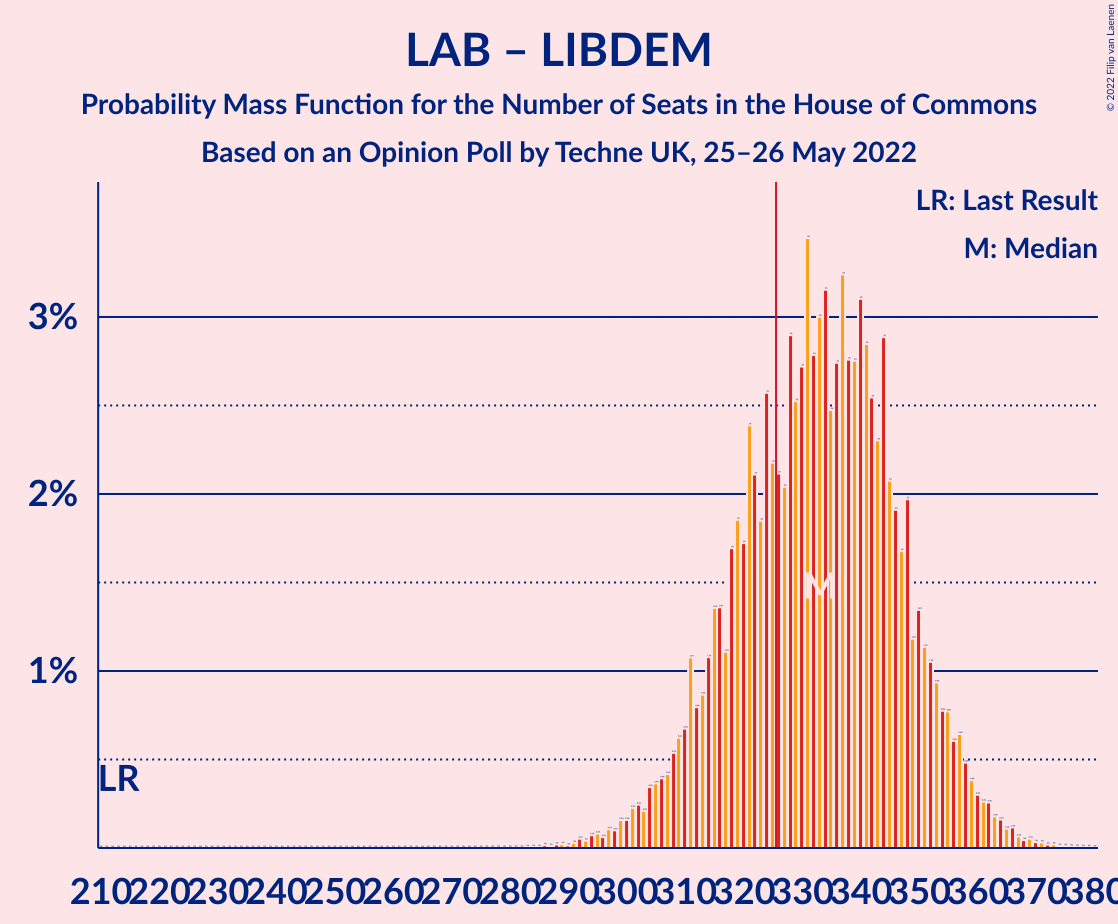 LAB – LIBDEM
Probability Mass Function for the Number of Seats in the House of Commons
Based on an Opinion Poll by Techne UK, 25–26 May 2022
© 2022 Filip van Laenen
LR: Last Result
M: Median
3%
2%
1%
M
LR
210 220 230 240 250 260 270 280 290 300 310 320 330 340 350 360 370 380